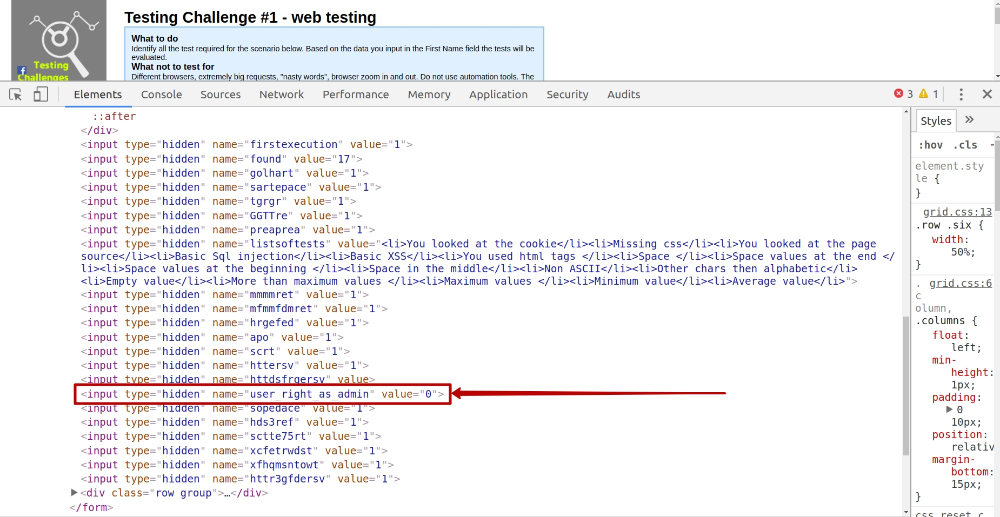 Testing Challenge #1 - web testing
What to do
Identify all the test required for the scenario below. Based on the data you input in the First Name field the tests will be
evaluated.
What not to test for
Different browsers, extremely big requests, "nasty words", browser zoom in and out. Do not use automation tools. The
Testing
Challenges
Elements Console Sources Network Performance Memory Application Security Audits 3 1
::after
</div>
<input type="hidden" name="firstexecution" value="1">
<input type="hidden" name="found" value="17">
<input type="hidden" name="golhart" value="1">
<input type="hidden" name="sartepace" value="1">
<input type="hidden" name="tgrgr" value="1">
<input type="hidden" name="GGTTre" value="1">
<input type="hidden" name="preaprea" value="1">
<input type="hidden" name="listsoftests" value="<li>You looked at the cookie</li><li>Missing css</li><li>You looked at the page
source</li><li>Basic Sql injection</li><li>Basic XSS</li><li>You used html tags </li><li>Space </li><li>Space values at the end </
li><li>Space values at the beginning </li><li>Space in the middle</li><li>Non ASCII</li><li>Other chars then alphabetic</li>
<li>Empty value</li><li>More than maximum values </li><li>Maximum values </li><li>Minimum value</li><li>Average value</li>">
<input type="hidden" name="mmmmret" value="1">
<input type="hidden" name="mfmmfdmret" value="1">
<input type="hidden" name="hrgefed" value="1">
<input type="hidden" name="apo" value="1">
<input type="hidden" name="scrt" value="1">
<input type="hidden" name="httersv" value="1">
<input type="hidden" name="httdsfrgersv" value>
<input type="hidden" name="user_right_as_admin" value="0">
<input type="hidden" name="sopedace" value="1">
<input type="hidden" name="hds3ref" value="1">
<input type="hidden" name="sctte75rt" value="1">
<input type="hidden" name="xcfetrwdst" value="1">
<input type="hidden" name="xfhqmsntowt" value="1">
<input type="hidden" name="httr3gfdersv" value="1">
<div class="row group">…</div>
</form>
Styles »
:hov .cls
element.sty
le {
}
grid.css:13
.row .six {
width:
50%;
}
. grid.css:6
c
olumn,
.columns {
float:
left;
min-
height:
1px;
padding:
0
10px;
position:
relativ
margin-
bottom:
15px;
}
css reset c